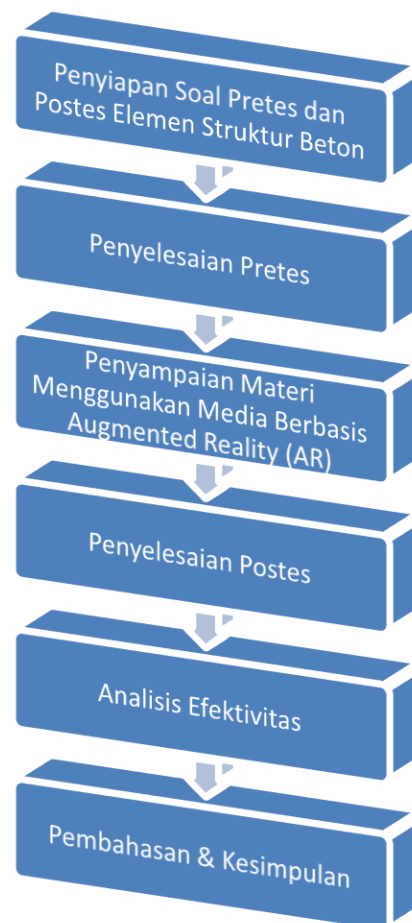 Penyiapan Soal Pretes dan
Postes Elemen Struktur Beton
Penyelesaian Pretes
Penyampaian Materi
Menggunakan Media Berbasis
Augmented Reality (AR)
Penyelesaian Postes
Analisis Efektivitas
Pembahasan & Kesimpulan